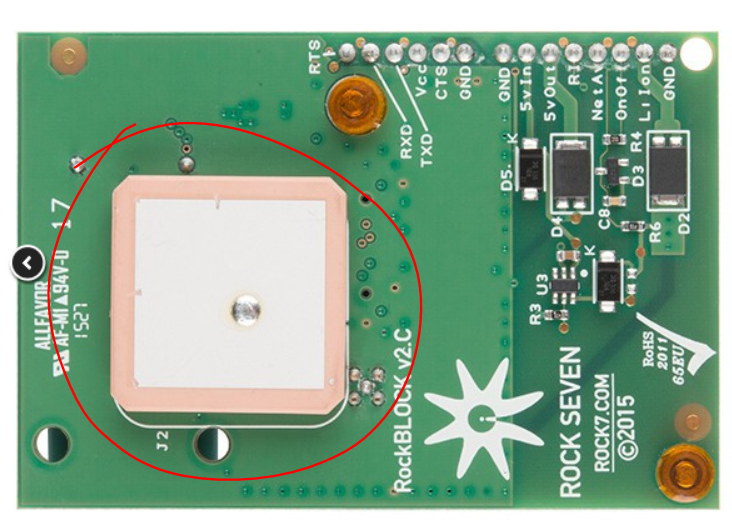 RTS
RXD
TXD
Vcc
CTS
GND
GND
5vIn
5vOut
NetAv
OnOff
LiIon
GND
K
D5.
D4
R4
D3
C8
R6
D2
K
U3
R3
17
ALLFAVOR
AF-M1▲94V-0
1527
J2
RockBLOCK v2.C
ROCK SEVEN
ROCK7.COM
©2015
RoHS
2011
65EU